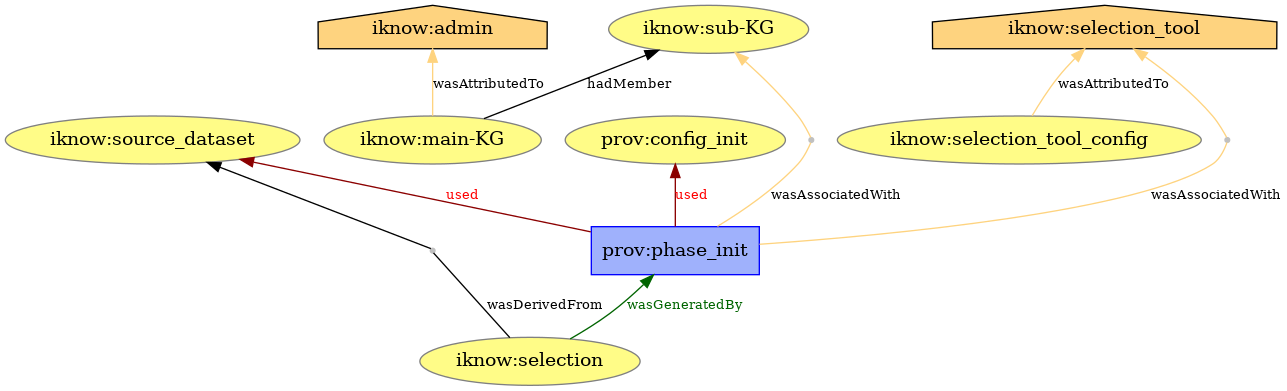 iknow:admin
iknow:sub-KG
iknow:selection_tool
wasAttributedTo
hadMember
wasAttributedTo
iknow:source_dataset
iknow:main-KG
prov:config_init
iknow:selection_tool_config
used
used
wasAssociatedWith
wasAssociatedWith
prov:phase_init
wasDerivedFrom
wasGeneratedBy
iknow:selection